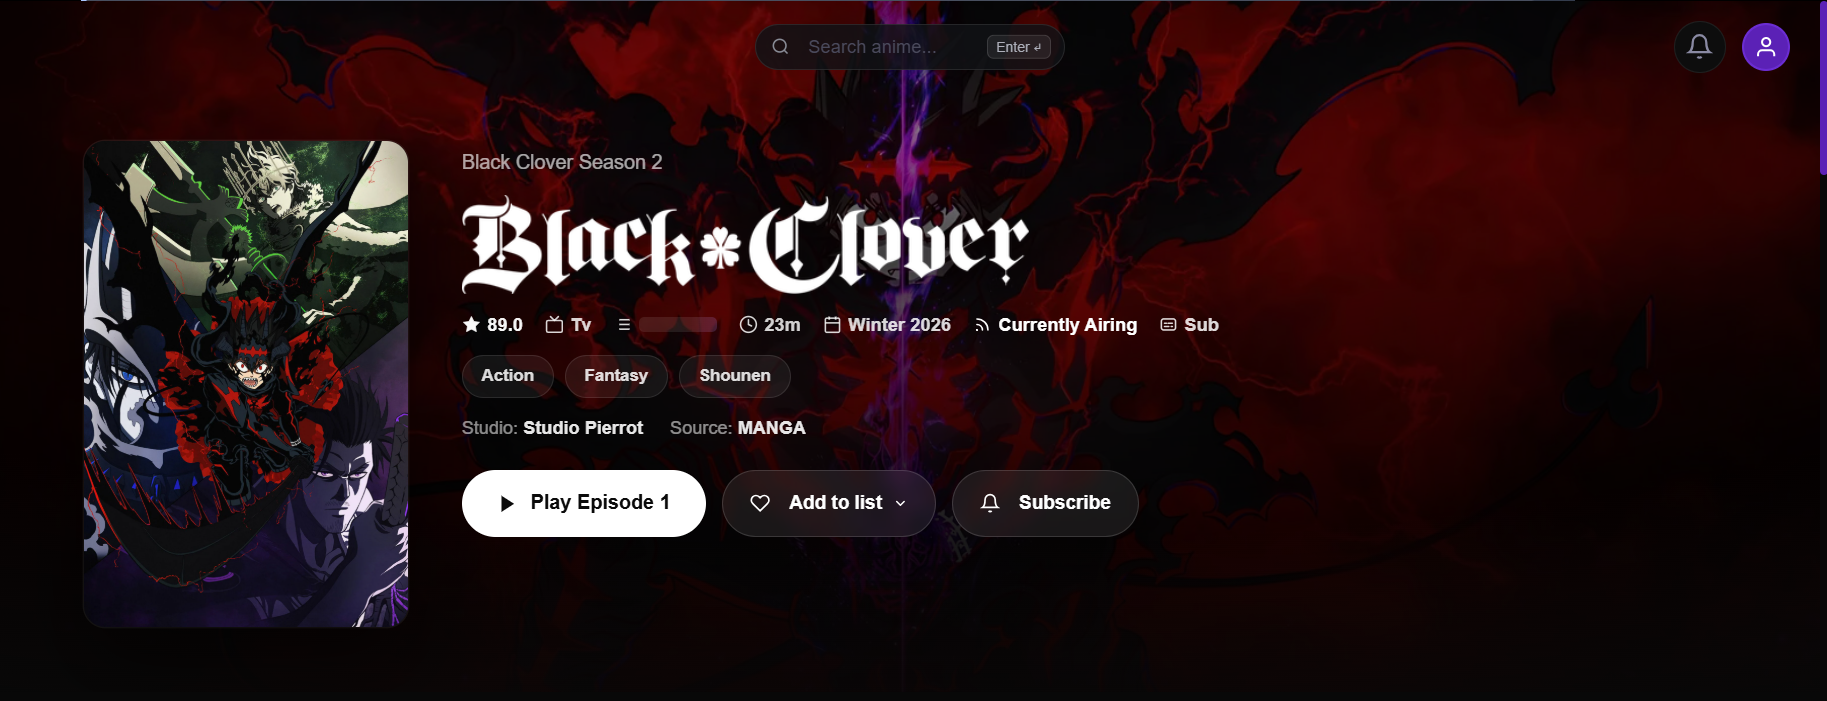 Search anime...
Enter ↲
Black Clover Season 2
Black Clover
89.0 Tv 23m Winter 2026 Currently Airing Sub
Action Fantasy Shounen
Studio: Studio Pierrot Source: MANGA
Play Episode 1 Add to list Subscribe